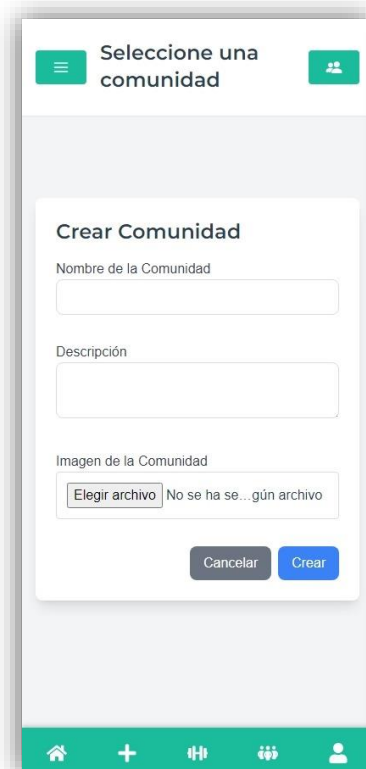 Seleccione una
comunidad
Crear Comunidad
Nombre de la Comunidad
Descripción
Imagen de la Comunidad
Elegir archivo No se ha se...gún archivo
Cancelar Crear